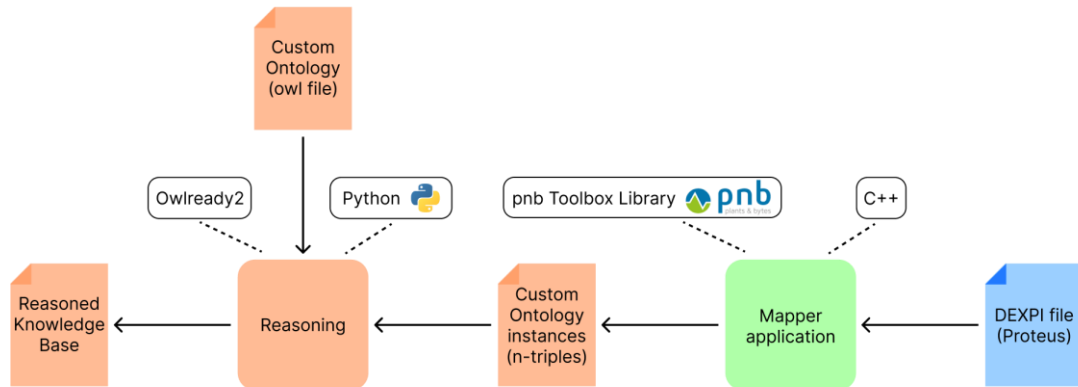 Custom
Ontology
(owl file)
Owlready2
Python
pnb Toolbox Library
pnb
plants & bytes
C++
Reasoned
Knowledge
Base
Reasoning
Custom
Ontology
instances
(n-triples)
Mapper
application
DEXPI file
(Proteus)